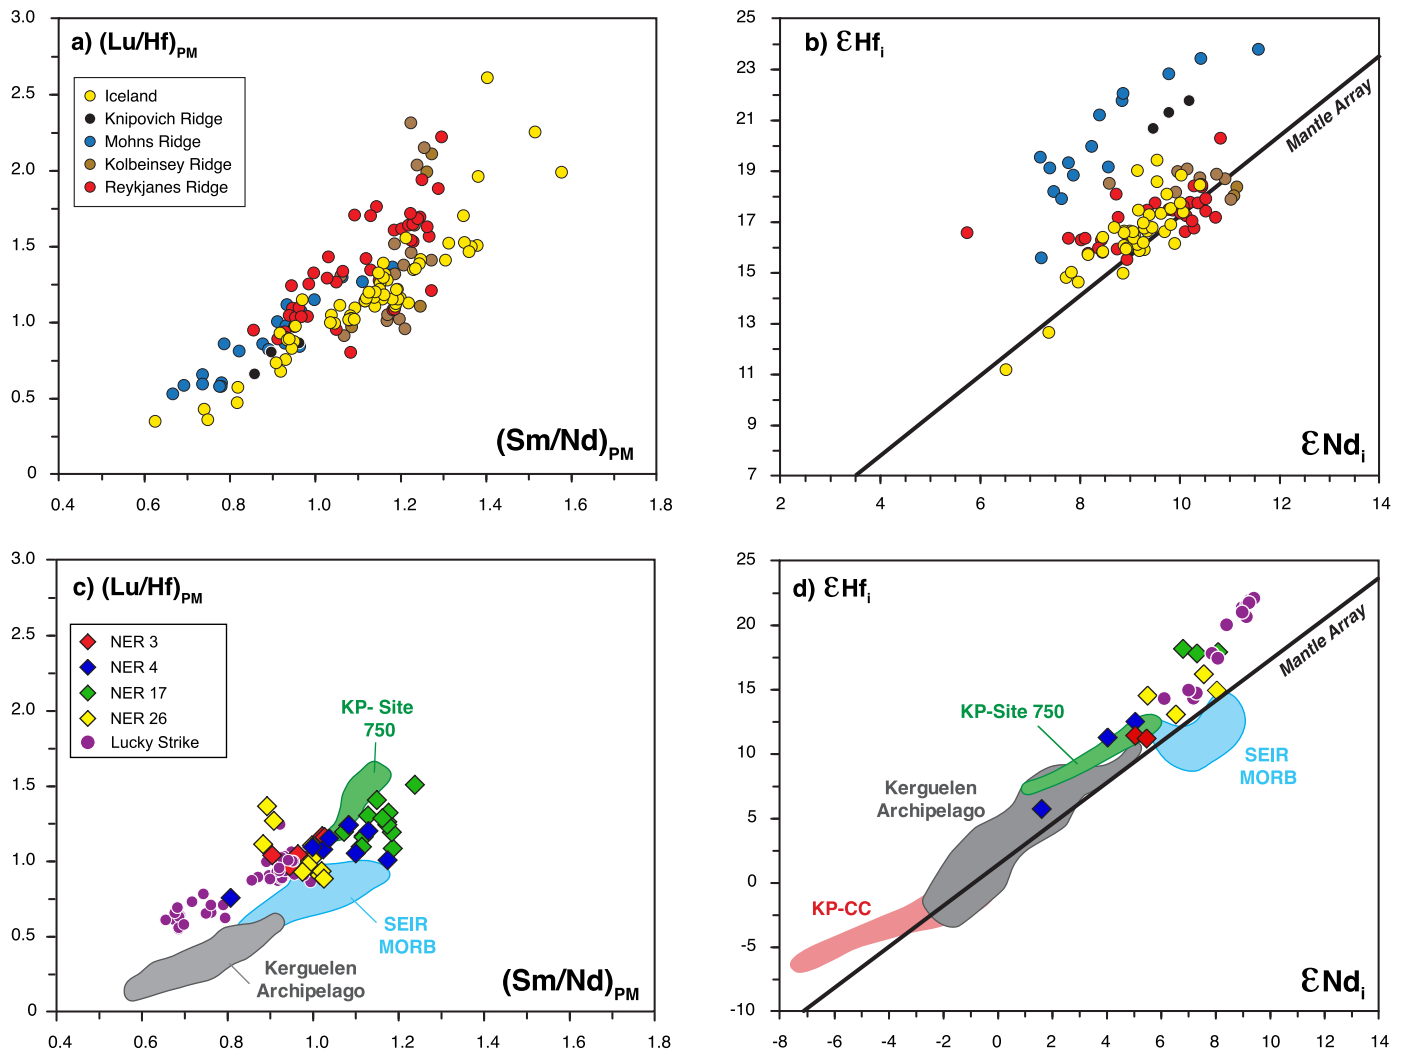 a) (Lu/Hf)PM
3.0
2.5
2.0
1.5
1.0
0.5
0
Iceland
Knipovich Ridge
Mohns Ridge
Kolbeinsey Ridge
Reykjanes Ridge
(Sm/Nd)PM
0.4 0.6 0.8 1.0 1.2 1.4 1.6 1.8
b) εHfi
25
23
21
19
17
15
13
11
9
7
Mantle Array
εNdi
2 4 6 8 10 12 14
c) (Lu/Hf)PM
3.0
2.5
2.0
1.5
1.0
0.5
0
NER 3
NER 4
NER 17
NER 26
Lucky Strike
KP- Site
750
SEIR
MORB
Kerguelen
Archipelago
(Sm/Nd)PM
0.4 0.6 0.8 1.0 1.2 1.4 1.6 1.8
d) εHfi
25
20
15
10
5
0
-5
-10
Mantle Array
KP-Site 750
SEIR
MORB
Kerguelen
Archipelago
KP-CC
εNdi
-8 -6 -4 -2 0 2 4 6 8 10 12 14